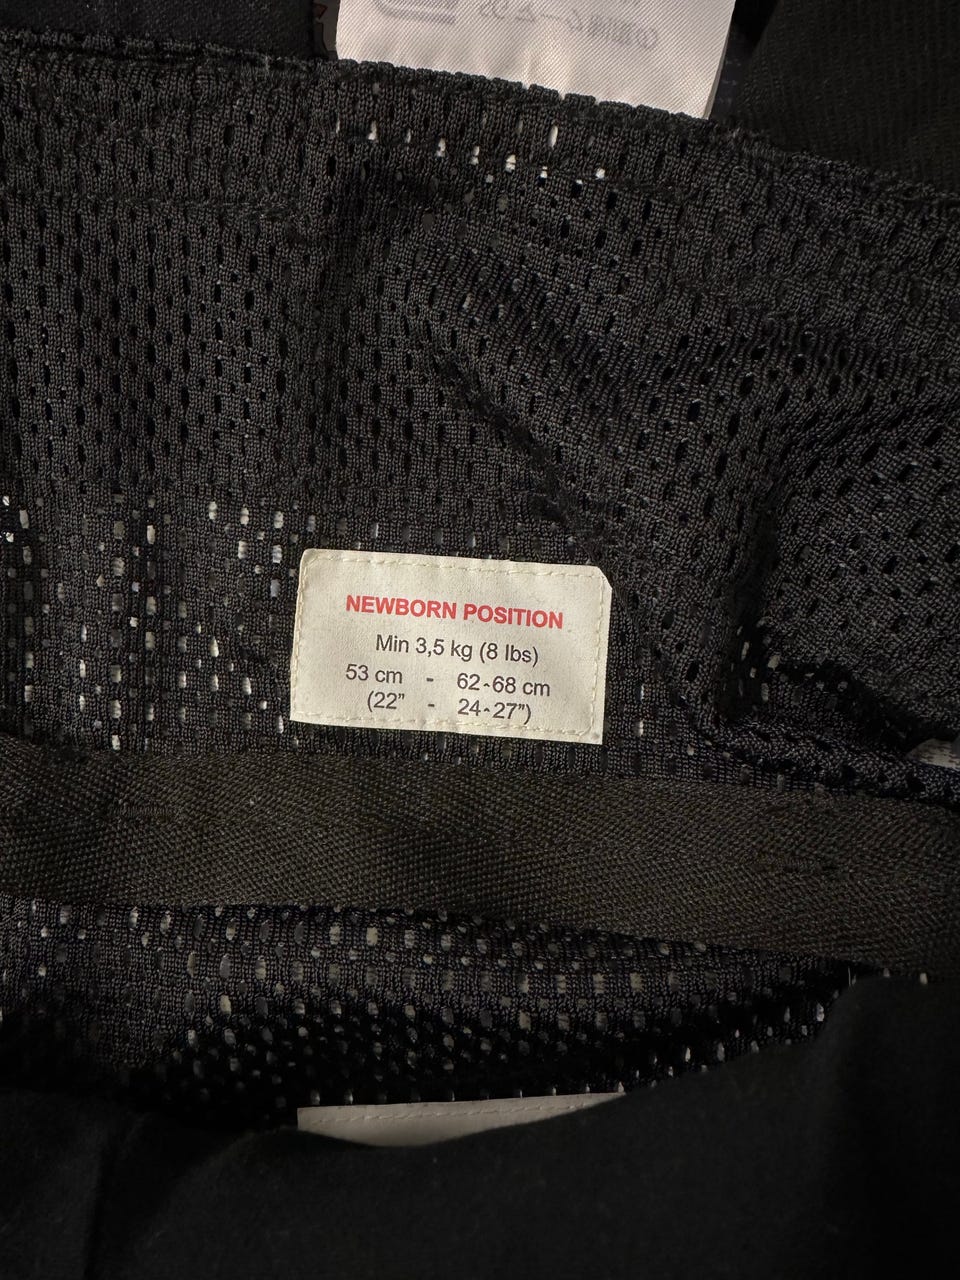 NEWBORN POSITION
Min 3,5 kg (8 lbs)
53 cm - 62-68 cm
(22” - 24-27”)